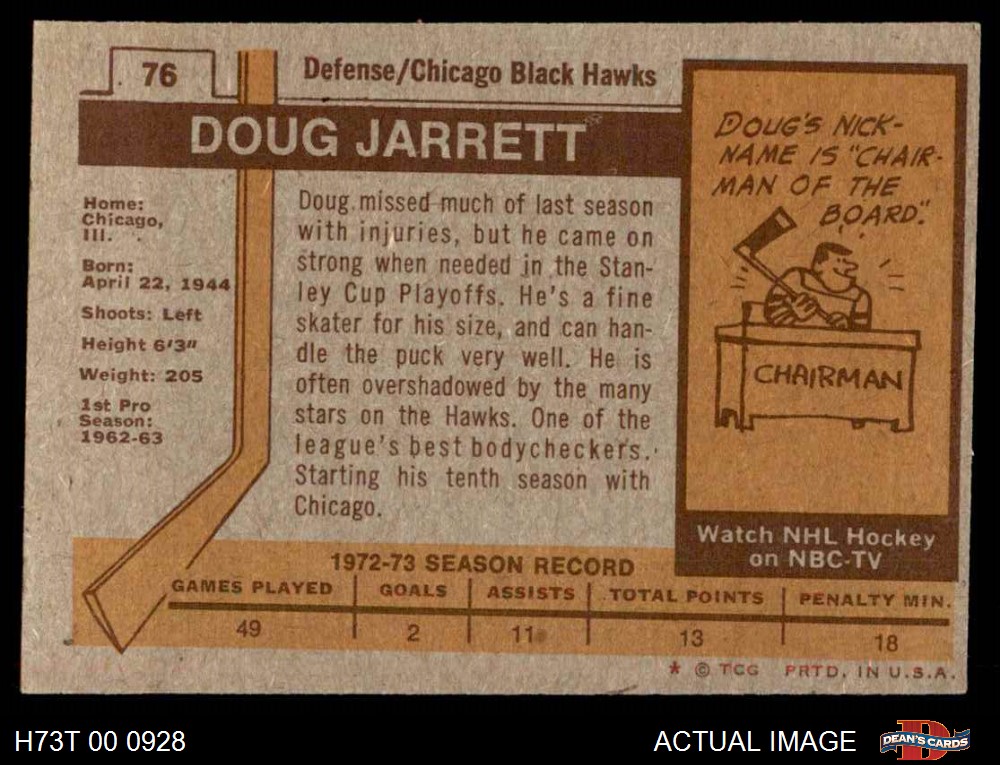 76
Defense/Chicago Black Hawks
DOUG JARRETT
Home:
Chicago,
Ill.
Born:
April 22, 1944
Shoots: Left
Height 6'3"
Weight: 205
1st Pro
Season:
1962-63
Doug missed much of last season
with injuries, but he came on
strong when needed in the Stan-
ley Cup Playoffs. He's a fine
skater for his size, and can han-
dle the puck very well. He is
often overshadowed by the many
stars on the Hawks. One of the
league's best bodycheckers.
Starting his tenth season with
Chicago.
DOUG'S NICK-
NAME IS "CHAIR-
MAN OF THE
BOARD."
CHAIRMAN
Watch NHL Hockey
on NBC-TV
1972-73 SEASON RECORD
GAMES PLAYED GOALS ASSISTS TOTAL POINTS PENALTY MIN.
49 2 11 13 18
* © TCG PRTD. IN U.S.A.
H73T 00 0928
ACTUAL IMAGE
D
DEAN'S CARDS